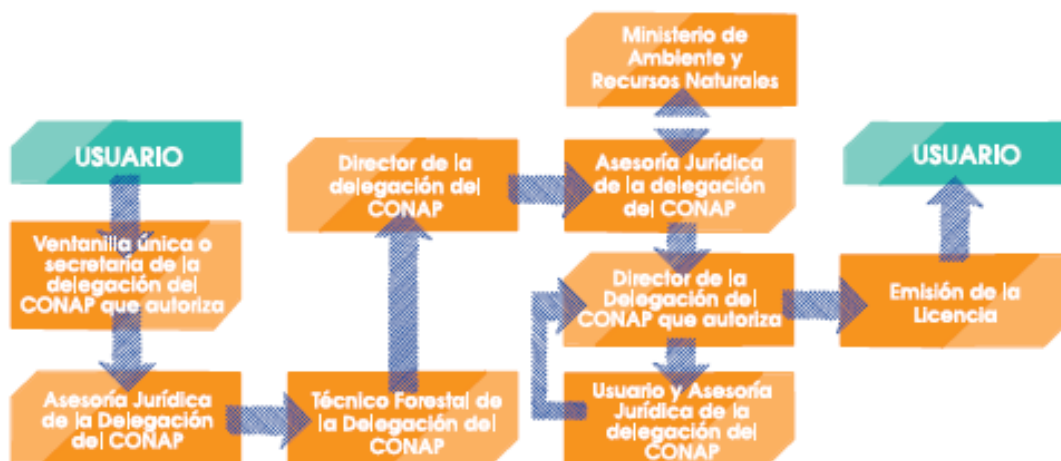 USUARIO
Ventanilla única o
secretaría de la
delegación del
CONAP que autoriza
Asesoría Jurídica
de la Delegación
del CONAP
Técnico Forestal de
la Delegación del
CONAP
Director de la
delegación del
CONAP
Ministerio de
Ambiente y
Recursos Naturales
Asesoría Jurídica
de la delegación
del CONAP
Director de la
Delegación del
CONAP que autoriza
Usuario y Asesoría
Jurídica de la
delegación del
CONAP
Emisión de la
Licencia
USUARIO